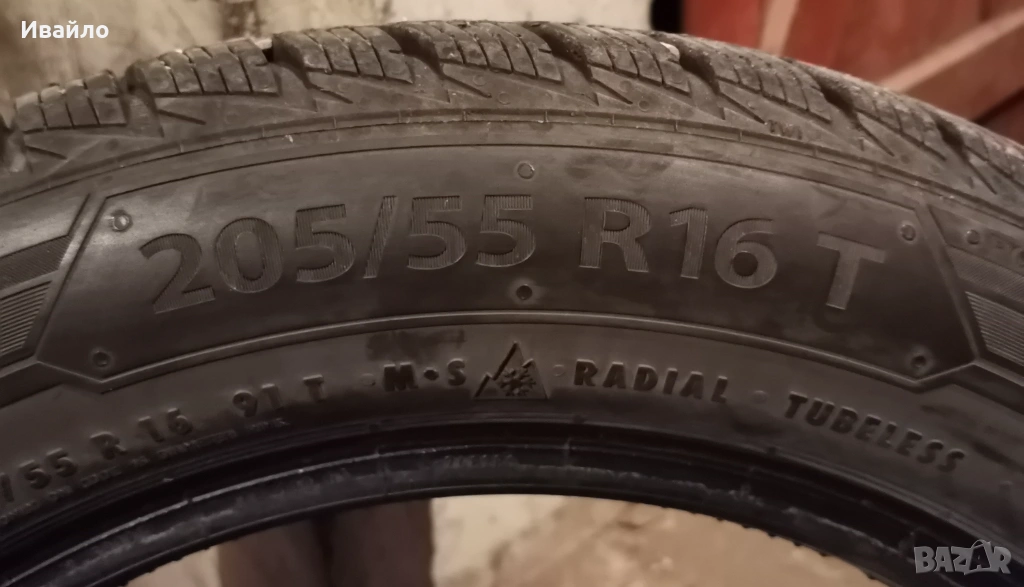 Ивайло
205/55 R16 T
/55 R 16 91 T M•S RADIAL TUBELESS
BAZAR